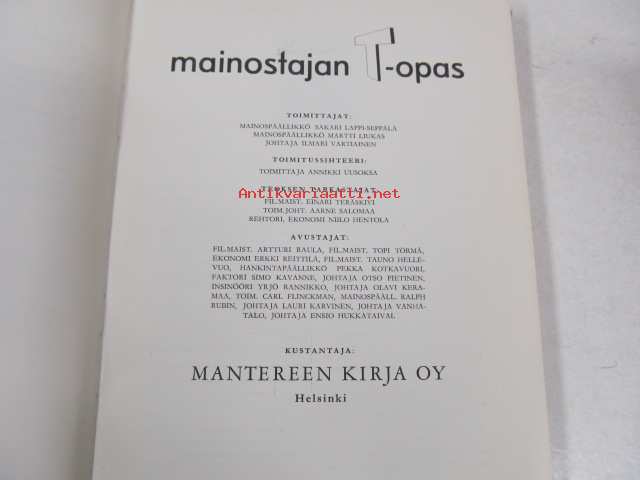 mainostajan T-opas
TOIMITTAJAT:
MAINOSPÄÄLLIKKÖ SAKARI LAPPI-SEPPÄLÄ
MAINOSPÄÄLLIKKÖ MARTTI LIUKAS
JOHTAJA ILMARI VARTIAINEN
TOIMITUSSIHTEERI:
TOIMITTAJA ANNIKKI UUSOKSA
TEOKSEN TARKASTAJAT:
Antikvariaatti.net
FIL.MAIST. EINARI TERÄSKIVI
TOIM.JOHT. AARNE SALOMAA
REHTORI, EKONOMI NIILO HENTOLA
AVUSTAJAT:
FIL.MAIST. ARTTURI RAULA, FIL.MAIST. TOPI TÖRMÄ,
EKONOMI ERKKI REITTILÄ, FIL.MAIST. TAUNO HELLE-
VUO, HANKINTAPÄÄLLIKÖ PEKKA KOTKAVUORI,
FAKTORI SIMO KAVANNE, JOHTAJA OTSO PIETINEN,
INSINÖÖRI YRJÖ RANNIKKO, JOHTAJA OLAVI KERA-
MAA, TOIM. CARL FLINCKMAN, MAINOSPÄÄLL. RALPH
RUBIN, JOHTAJA LAURI KARVINEN, JOHTAJA VANHA-
TALO, JOHTAJA ENSIO HUKKATAIVAL
KUSTANTAJA:
MANTEREEN KIRJA OY
Helsinki